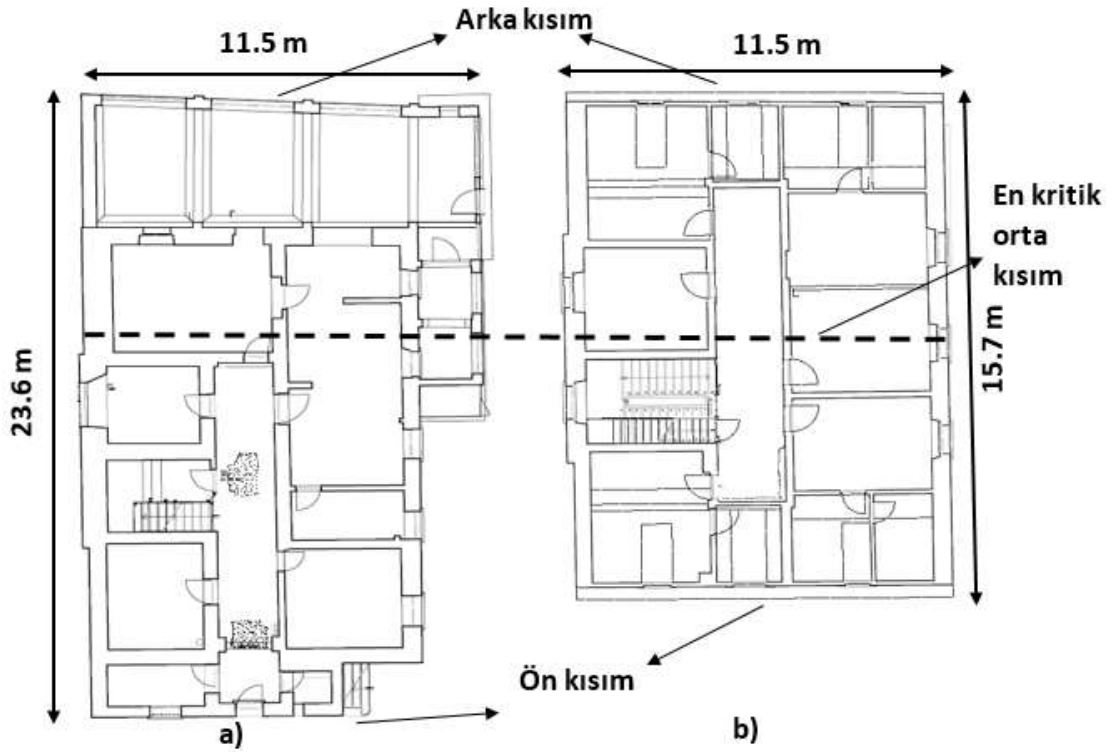 Arka kısım
11.5 m
11.5 m
En kritik
orta
kısım
23.6 m
15.7 m
Ön kısım
a)
b)